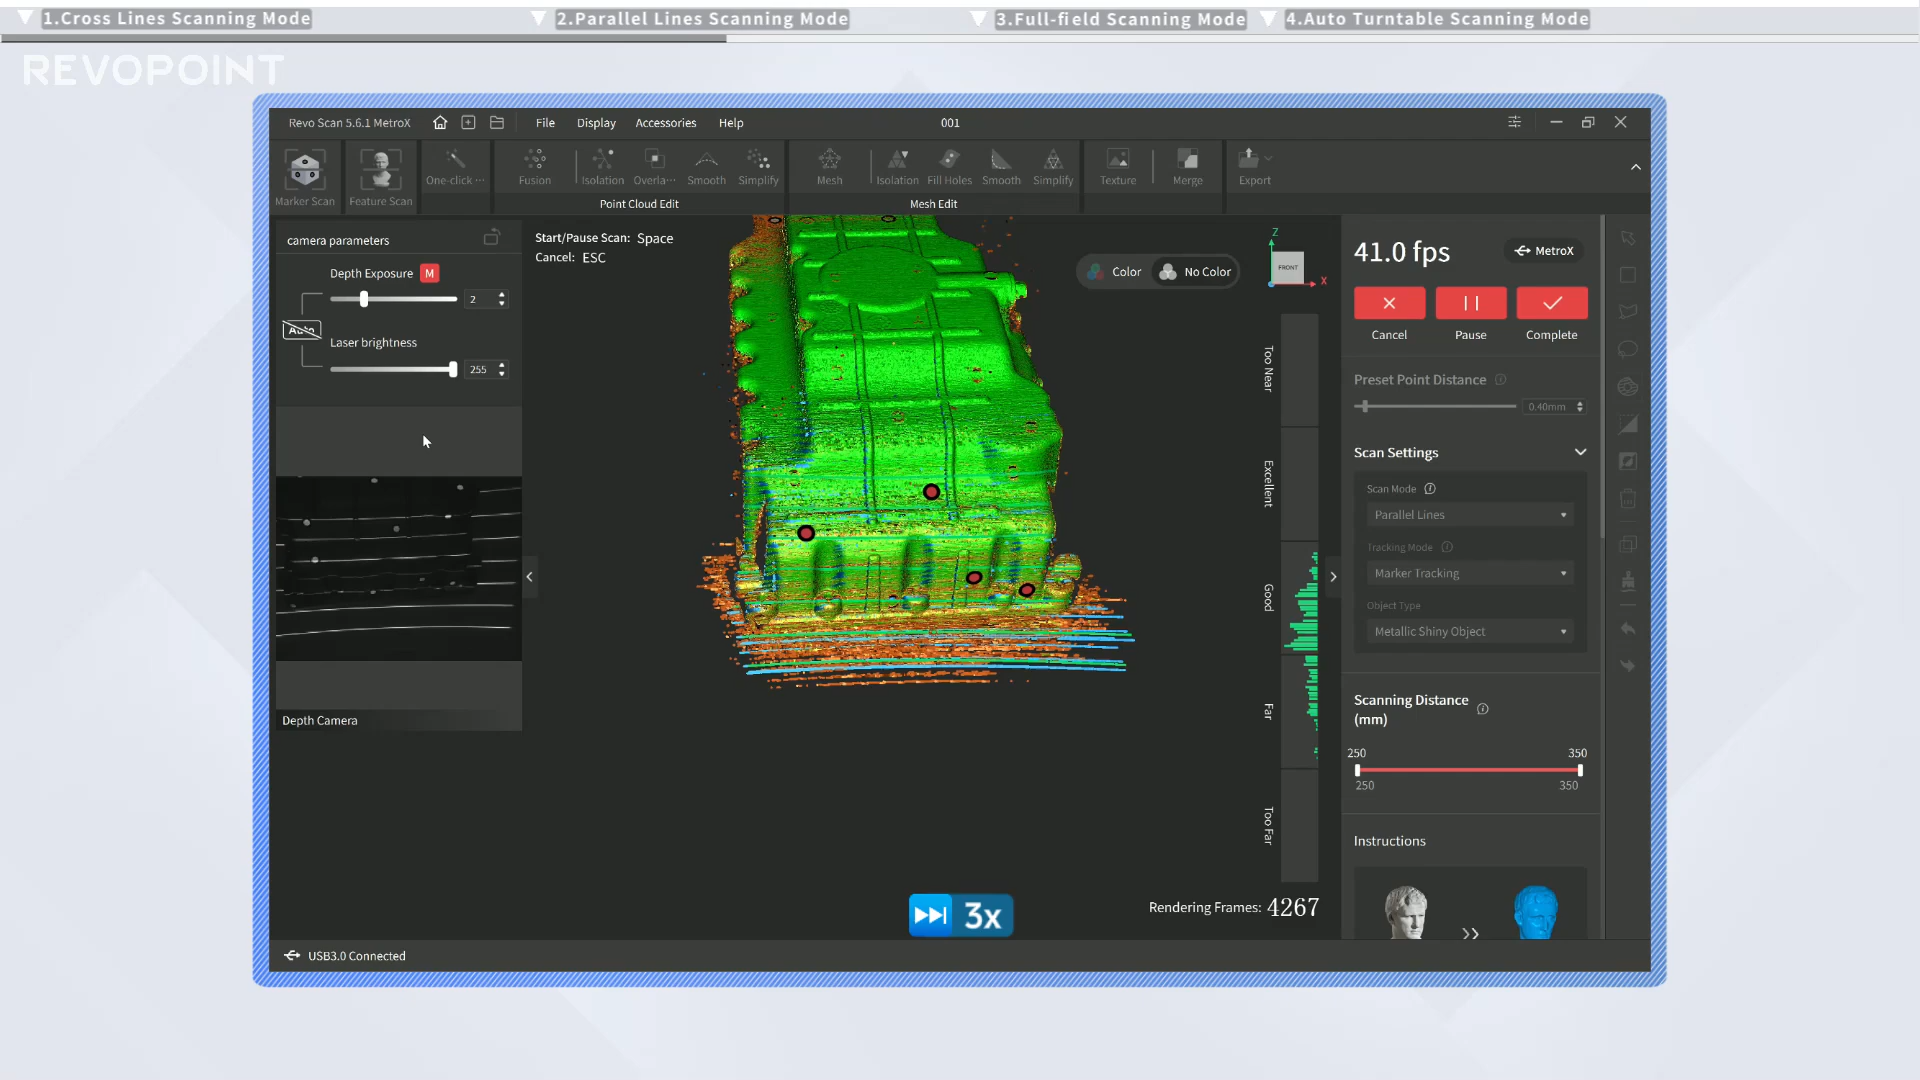 1.Cross Lines Scanning Mode
2.Parallel Lines Scanning Mode
3.Full-field Scanning Mode
4.Auto Turntable Scanning Mode
REVOPOINT
Revo Scan 5.6.1 MetroX
File
Display
Accessories
Help
001
Marker Scan
Feature Scan
One-click ···
Fusion
Isolation
Overla···
Smooth
Simplify
Point Cloud Edit
Mesh
Isolation
Fill Holes
Smooth
Simplify
Mesh Edit
Texture
Merge
Export
camera parameters
Depth Exposure M
2
Auto
Laser brightness
255
Depth Camera
Start/Pause Scan: Space
Cancel: ESC
Color
No Color
Z
FRONT
X
Too Near
Excellent
Good
Far
Too Far
3x
Rendering Frames: 4267
41.0 fps
MetroX
Cancel
Pause
Complete
Preset Point Distance
0.40mm
Scan Settings
Scan Mode
Parallel Lines
Tracking Mode
Marker Tracking
Object Type
Metallic Shiny Object
Scanning Distance
(mm)
250 350
250 350
Instructions
USB3.0 Connected